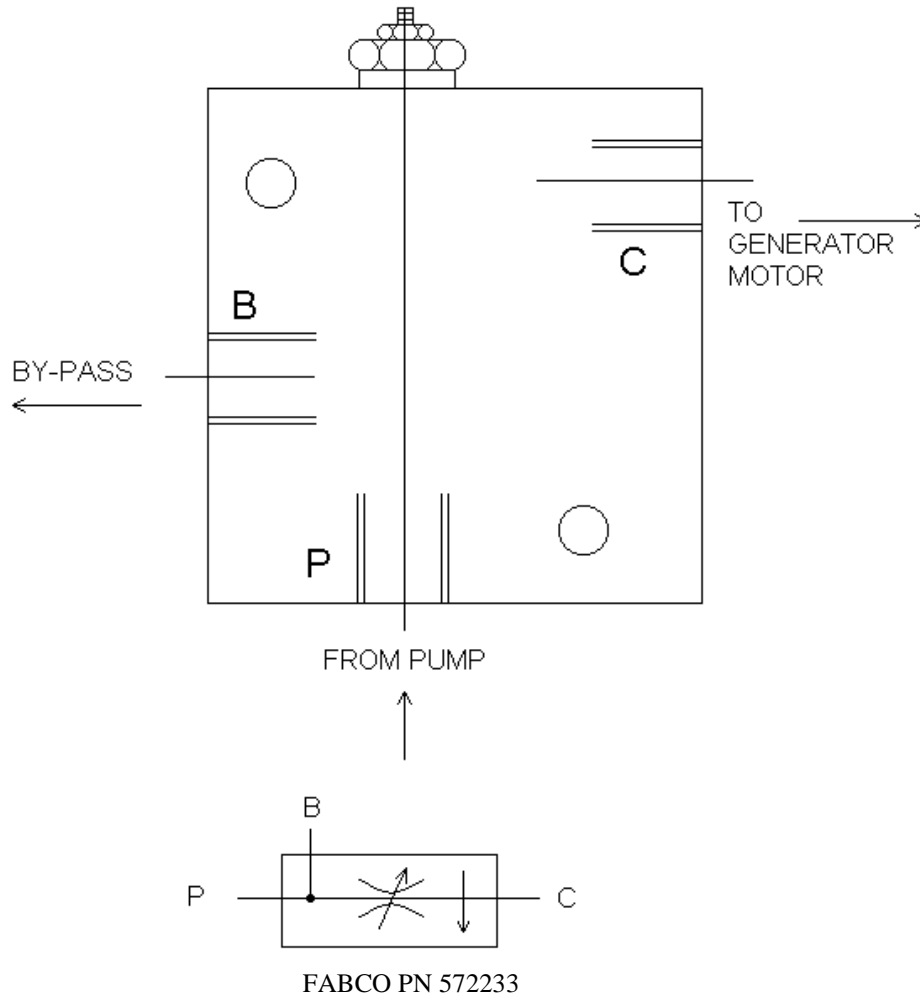 TO
GENERATOR
MOTOR
C
B
BY-PASS
P
FROM PUMP
B
P C
FABCO PN 572233